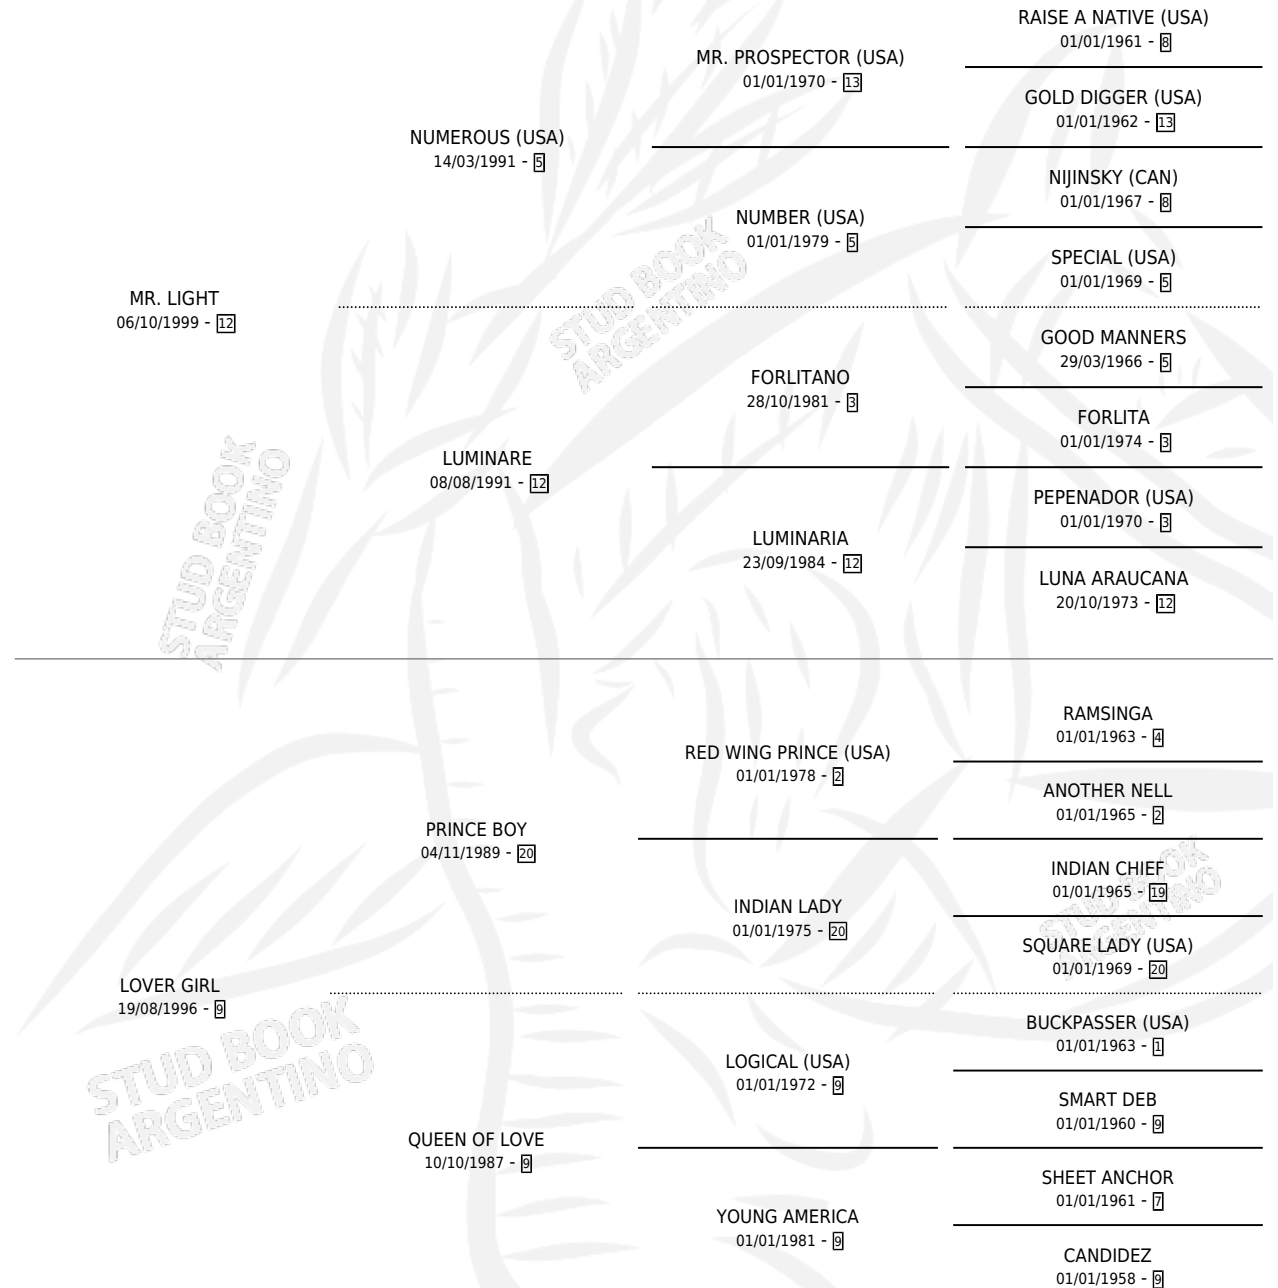 RAISE A NATIVE (USA)
01/01/1961 - 8
MR. PROSPECTOR (USA)
01/01/1970 - 13
GOLD DIGGER (USA)
01/01/1962 - 13
NUMEROUS (USA)
14/03/1991 - 5
NIJINSKY (CAN)
01/01/1967 - 8
NUMBER (USA)
01/01/1979 - 5
SPECIAL (USA)
01/01/1969 - 5
MR. LIGHT
06/10/1999 - 12
STUD BOOK
ARGENTINO
GOOD MANNERS
29/03/1966 - 5
FORLITANO
28/10/1981 - 3
FORLITA
01/01/1974 - 3
LUMINARE
08/08/1991 - 12
PEPENADOR (USA)
01/01/1970 - 3
LUMINARIA
23/09/1984 - 12
LUNA ARAUCANA
20/10/1973 - 12
STUD BOOK
ARGENTINO
RAMSINGA
01/01/1963 - 4
RED WING PRINCE (USA)
01/01/1978 - 2
ANOTHER NELL
01/01/1965 - 2
PRINCE BOY
04/11/1989 - 20
INDIAN CHIEF
01/01/1965 - 19
INDIAN LADY
01/01/1975 - 20
SQUARE LADY (USA)
01/01/1969 - 20
STUD BOOK
ARGENTINO
LOVER GIRL
19/08/1996 - 9
BUCKPASSER (USA)
01/01/1963 - 1
LOGICAL (USA)
01/01/1972 - 9
SMART DEB
01/01/1960 - 9
STUD BOOK
ARGENTINO
QUEEN OF LOVE
10/10/1987 - 9
SHEET ANCHOR
01/01/1961 - 7
YOUNG AMERICA
01/01/1981 - 9
CANDIDEZ
01/01/1958 - 9